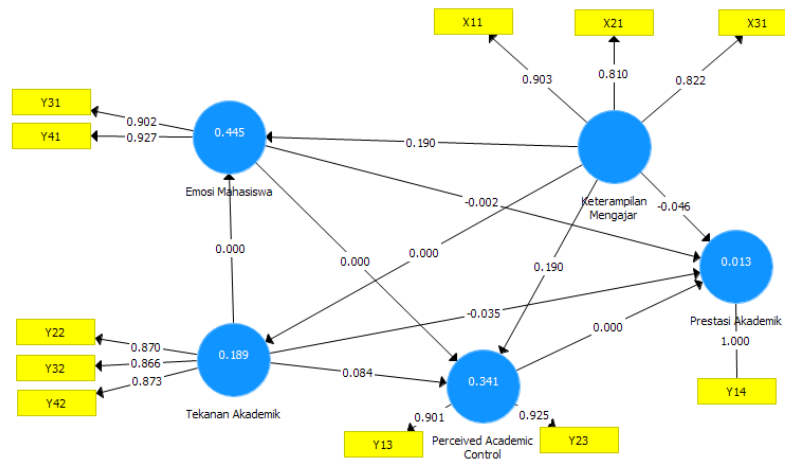 X11
X21
X31
0.903
0.810
0.822
Y31
Y41
0.902
0.927
0.445
Emosi Mahasiswa
0.190
Keterampilan
Mengajar
-0.002
-0.046
0.000
0.000
0.000
0.190
0.013
Prestasi Akademik
-0.035
0.000
1.000
Y14
Y22
Y32
Y42
0.870
0.866
0.873
0.189
Tekanan Akademik
0.084
0.341
0.901
0.925
Y13
Perceived Academic
Control
Y23